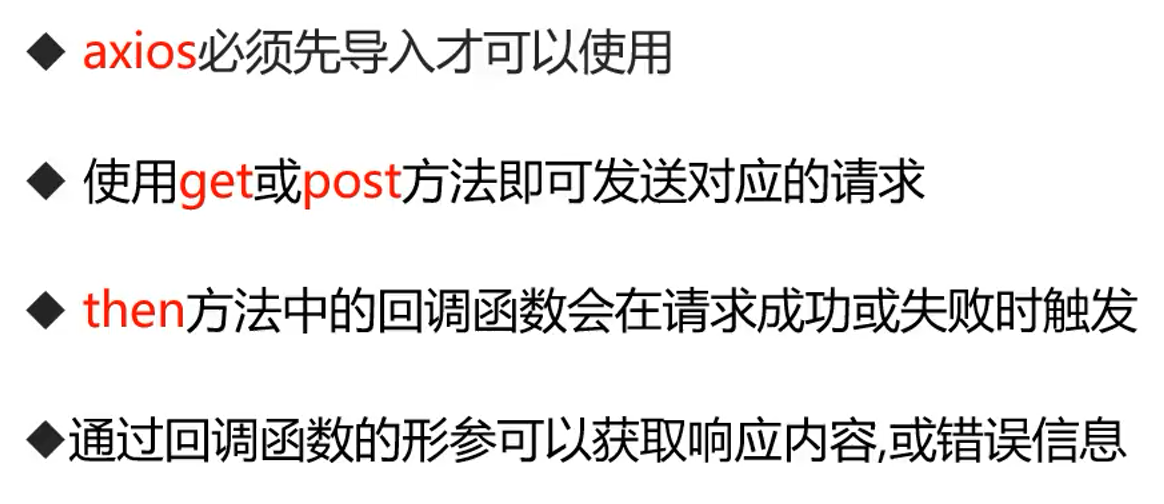 ◆ axios必须先导入才可以使用
◆ 使用get或post方法即可发送对应的请求
◆ then方法中的回调函数会在请求成功或失败时触发
◆通过回调函数的形参可以获取响应内容,或错误信息